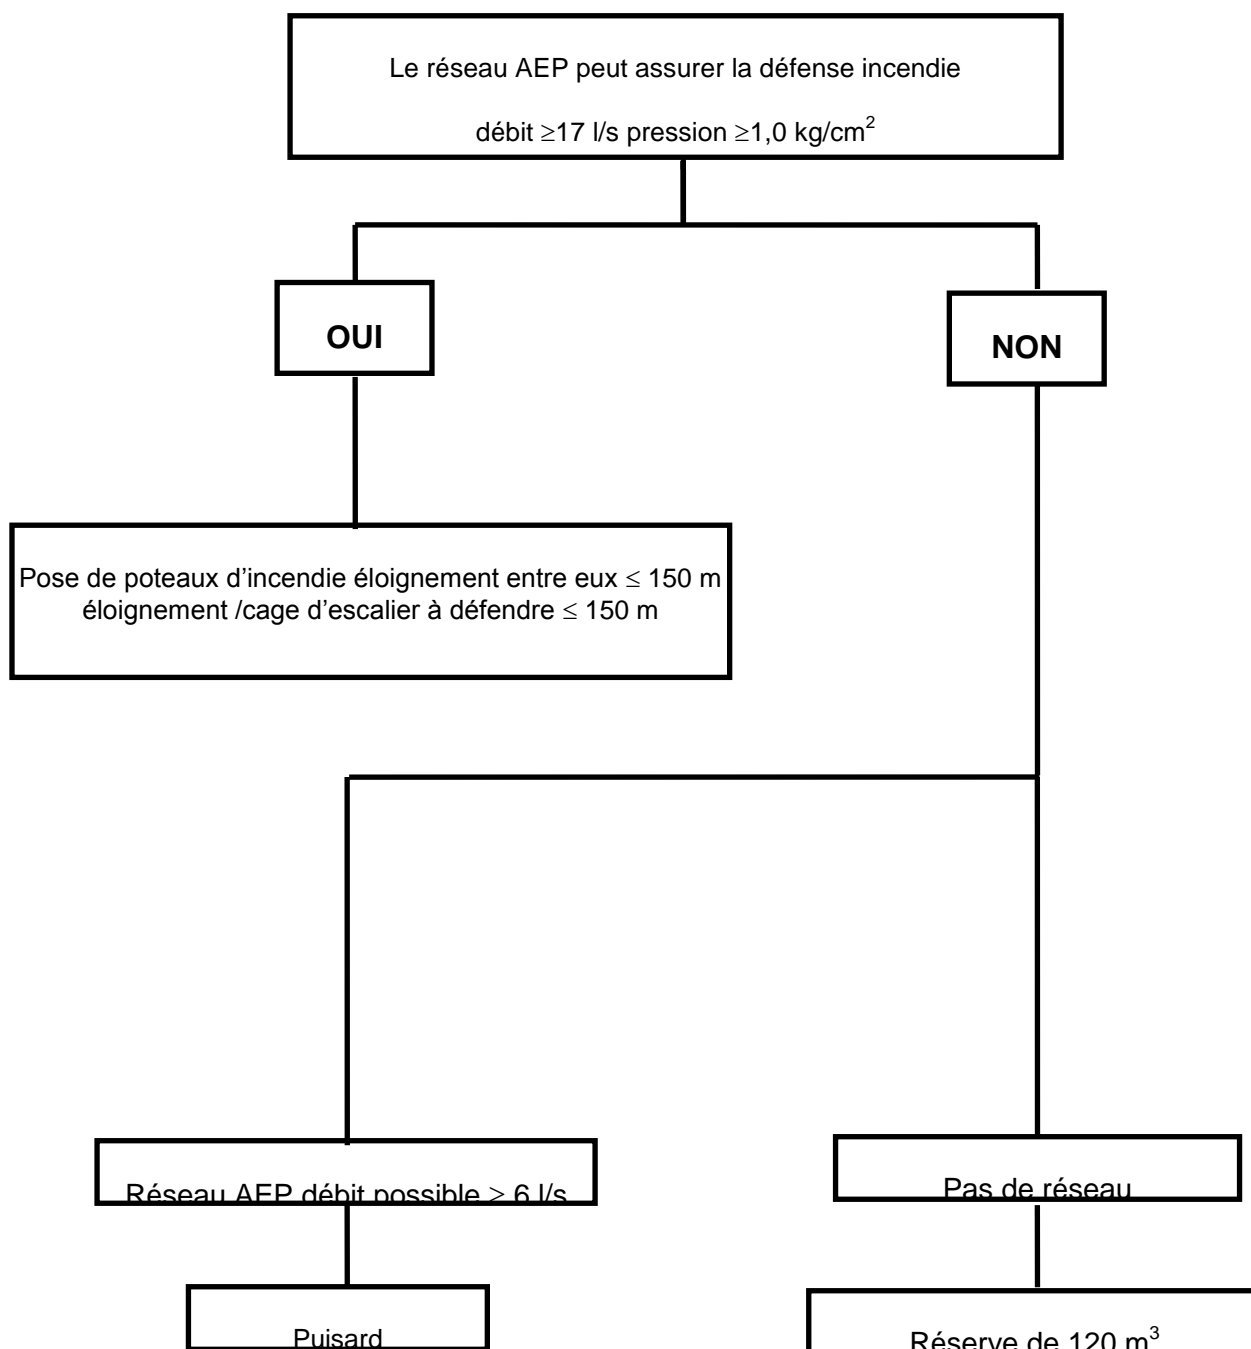 Le réseau AEP peut assurer la défense incendie
débit ≥17 l/s pression ≥1,0 kg/cm²
OUI
NON
Pose de poteaux d'incendie éloignement entre eux ≤ 150 m
éloignement /cage d'escalier à défendre ≤ 150 m
Réseau AEP débit possible ≥ 6 l/s
Pas de réseau
Puisard
Réserve de 120 m³